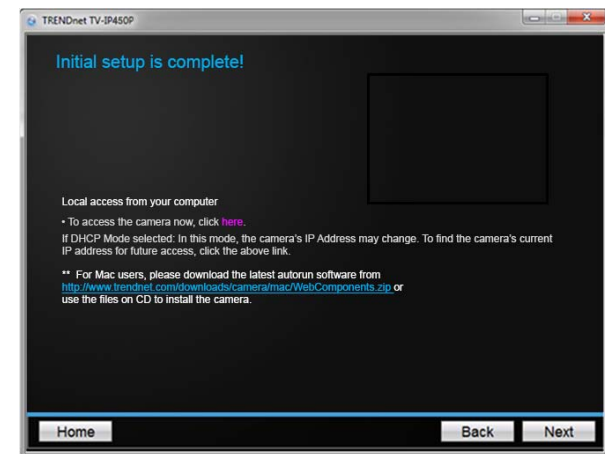 TRENDnet TV-IP450P
Initial setup is complete!
Local access from your computer
• To access the camera now, click here.
If DHCP Mode selected: In this mode, the camera's IP Address may change. To find the camera's current
IP address for future access, click the above link.
** For Mac users, please download the latest autorun software from
http://www.trendnet.com/downloads/camera/mac/WebComponents.zip or
use the files on CD to install the camera.
Home
Back
Next